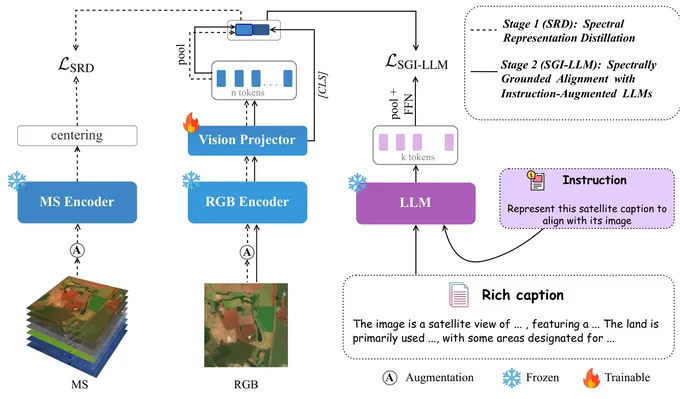 Stage 1 (SRD): Spectral
Representation Distillation
Stage 2 (SGI-LLM): Spectrally
Grounded Alignment with
Instruction-Augmented LLMs
ℒSRD
pool
n tokens
[CLS]
ℒSGI-LLM
pool +
FFN
k tokens
centering
Vision Projector
MS Encoder
RGB Encoder
LLM
Instruction
Represent this satellite caption to
align with its image
A
A
Rich caption
The image is a satellite view of ... , featuring a ... The land is
primarily used ..., with some areas designated for ...
MS
RGB
A Augmentation
Frozen
Trainable